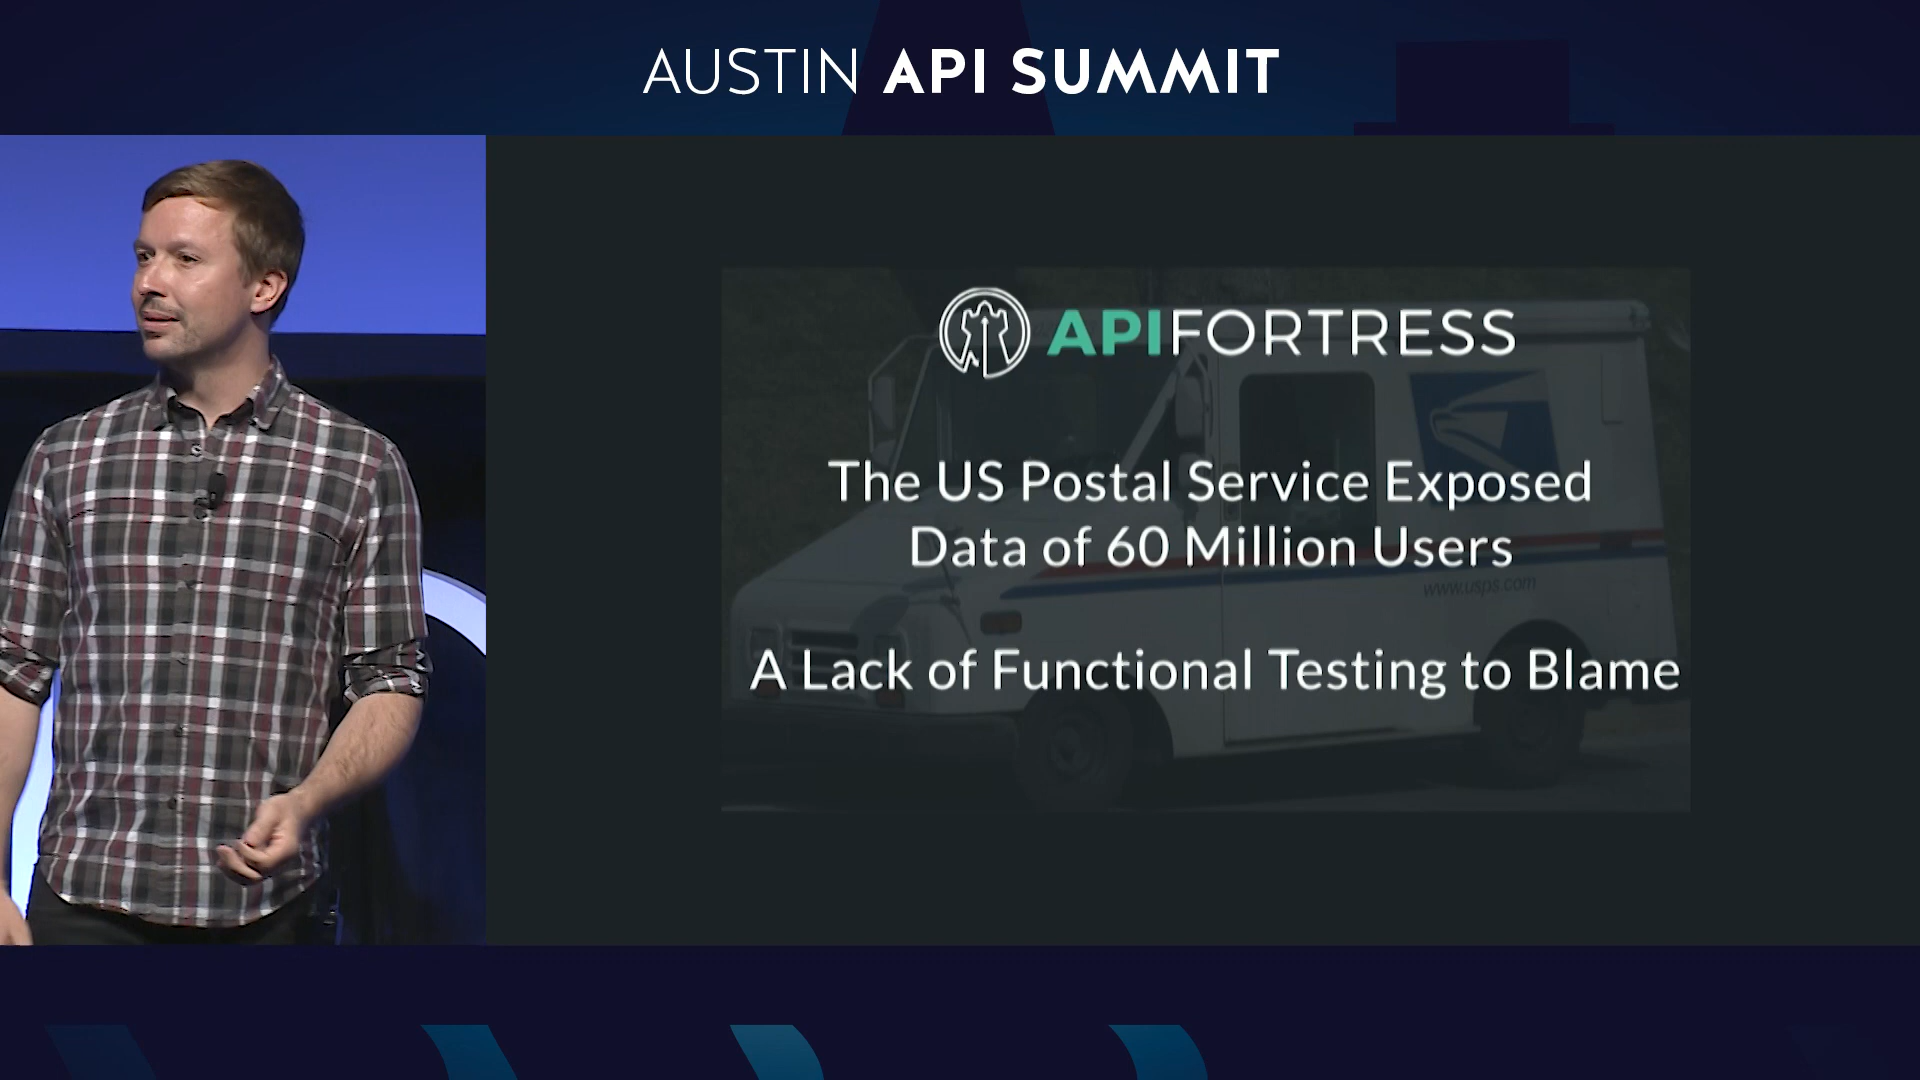 AUSTIN API SUMMIT
APIFORTRESS
The US Postal Service Exposed
Data of 60 Million Users
www.usps.com
A Lack of Functional Testing to Blame